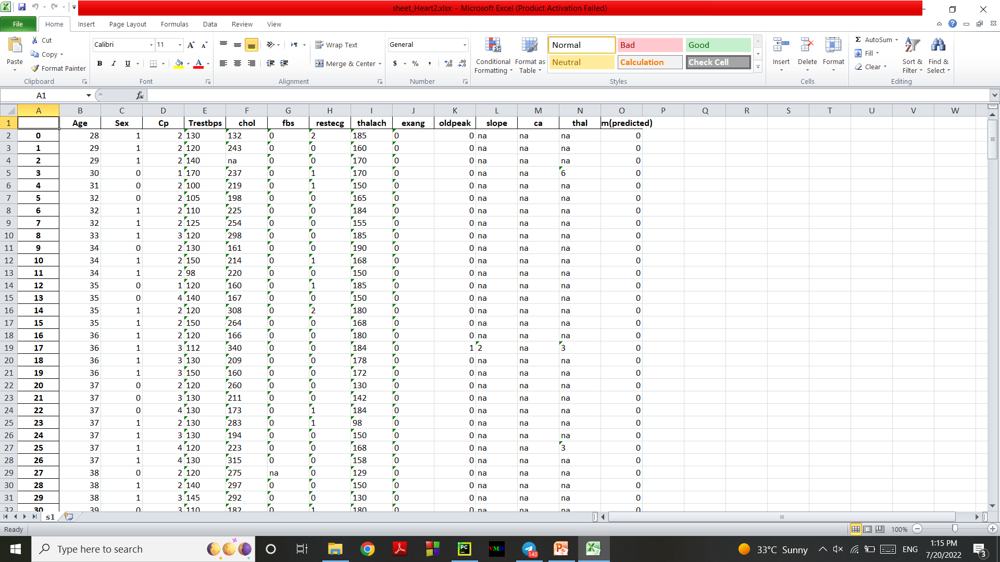 sheet_Heart2.xlsx - Microsoft Excel (Product Activation Failed)
File Home Insert Page Layout Formulas Data Review View
Paste Cut Copy Format Painter
Calibri 11 Wrap Text Merge & Center General
B I U $ % ,
Conditional Formatting Format as Table Normal Bad Good Neutral Calculation Check Cell
Insert Delete Format Σ AutoSum Fill Clear Sort & Filter Find & Select
Clipboard Font Alignment Number Styles Cells Editing
A1 fx
A B C D E F G H I J K L M N O P Q R S T U V W
1 Age Sex Cp Trestbps chol fbs restecg thalach exang oldpeak slope ca thal m(predicted)
2 0 28 1 2 130 132 0 2 185 0 0 na na na 0
3 1 29 1 2 120 243 0 0 160 0 0 na na na 0
4 2 29 1 2 140 na 0 0 170 0 0 na na na 0
5 3 30 0 1 170 237 0 1 170 0 0 na na 6 0
6 4 31 0 2 100 219 0 1 150 0 0 na na na 0
7 5 32 0 2 105 198 0 0 165 0 0 na na na 0
8 6 32 1 2 110 225 0 0 184 0 0 na na na 0
9 7 32 1 2 125 254 0 0 155 0 0 na na na 0
10 8 33 1 3 120 298 0 0 185 0 0 na na na 0
11 9 34 0 2 130 161 0 0 190 0 0 na na na 0
12 10 34 1 2 150 214 0 1 168 0 0 na na na 0
13 11 34 1 2 98 220 0 0 150 0 0 na na na 0
14 12 35 0 1 120 160 0 1 185 0 0 na na na 0
15 13 35 0 4 140 167 0 0 150 0 0 na na na 0
16 14 35 1 2 120 308 0 2 180 0 0 na na na 0
17 15 35 1 2 150 264 0 0 168 0 0 na na na 0
18 16 36 1 2 120 166 0 0 180 0 0 na na na 0
19 17 36 1 3 112 340 0 0 184 0 1 2 na 3 0
20 18 36 1 3 130 209 0 0 178 0 0 na na na 0
21 19 36 1 3 150 160 0 0 172 0 0 na na na 0
22 20 37 0 2 120 260 0 0 130 0 0 na na na 0
23 21 37 0 3 130 211 0 0 142 0 0 na na na 0
24 22 37 0 4 130 173 0 1 184 0 0 na na na 0
25 23 37 1 2 130 283 0 1 98 0 0 na na na 0
26 24 37 1 3 130 194 0 0 150 0 0 na na na 0
27 25 37 1 4 120 223 0 0 168 0 0 na na 3 0
28 26 37 1 4 130 315 0 0 158 0 0 na na na 0
29 27 38 0 2 120 275 na 0 129 0 0 na na na 0
30 28 38 1 2 140 297 0 0 150 0 0 na na na 0
31 29 38 1 3 145 292 0 0 130 0 0 na na na 0
32 30 39 0 3 110 182 0 1 180 0 0 na na na 0
s1
Ready 100%
Type here to search PC VMD 140 33°C Sunny ENG 1:15 PM 7/20/2022 3